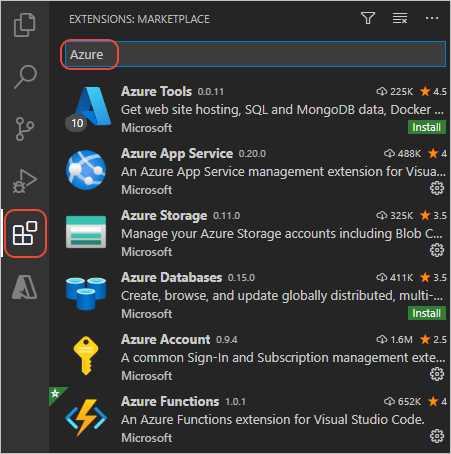 EXTENSIONS: MARKETPLACE
Azure
Azure Tools 0.0.11 225K 4.5
Get web site hosting, SQL and MongoDB data, Docker ...
Microsoft Install
10
Azure App Service 0.20.0 488K 4
An Azure App Service management extension for Visua...
Microsoft
Azure Storage 0.11.0 325K 3.5
Manage your Azure Storage accounts including Blob C...
Microsoft
Azure Databases 0.15.0 411K 3.5
Create, browse, and update globally distributed, multi-...
Microsoft Install
Azure Account 0.9.4 1.6M 2.5
A common Sign-In and Subscription management exte...
Microsoft
Azure Functions 1.0.1 652K 4
An Azure Functions extension for Visual Studio Code.
Microsoft